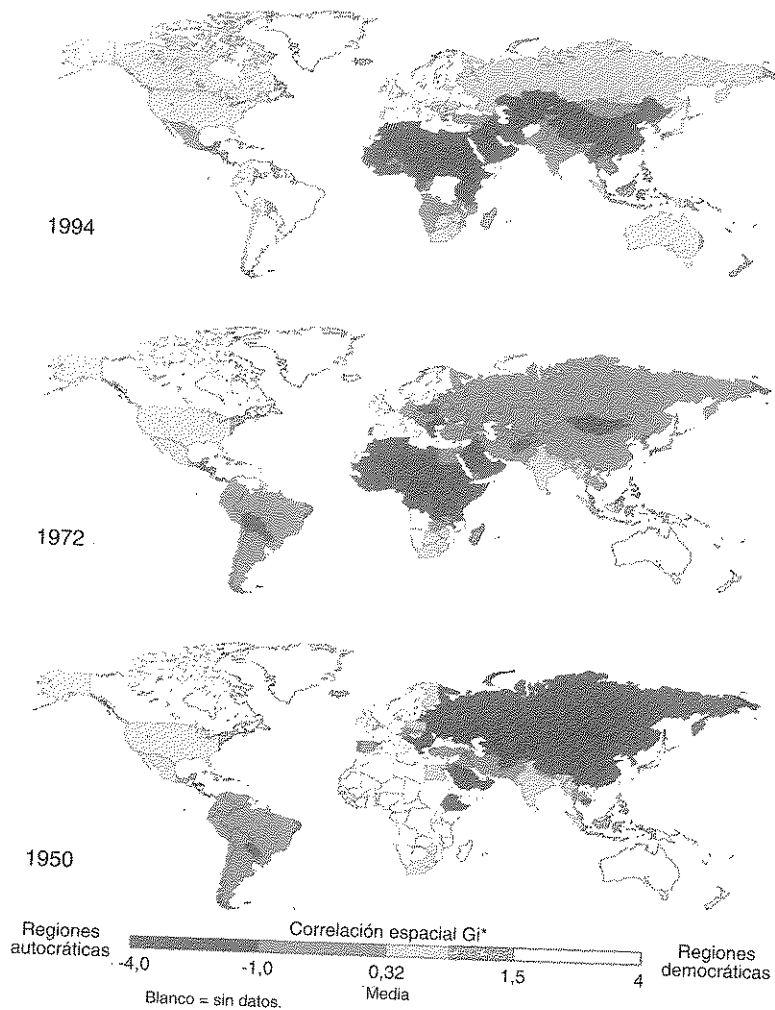 1994
1972
1950
Regiones autocráticas
Correlación espacial Gi*
Regiones democráticas
-4,0 -1,0 0,32 1,5 4
Media
Blanco = sin datos.